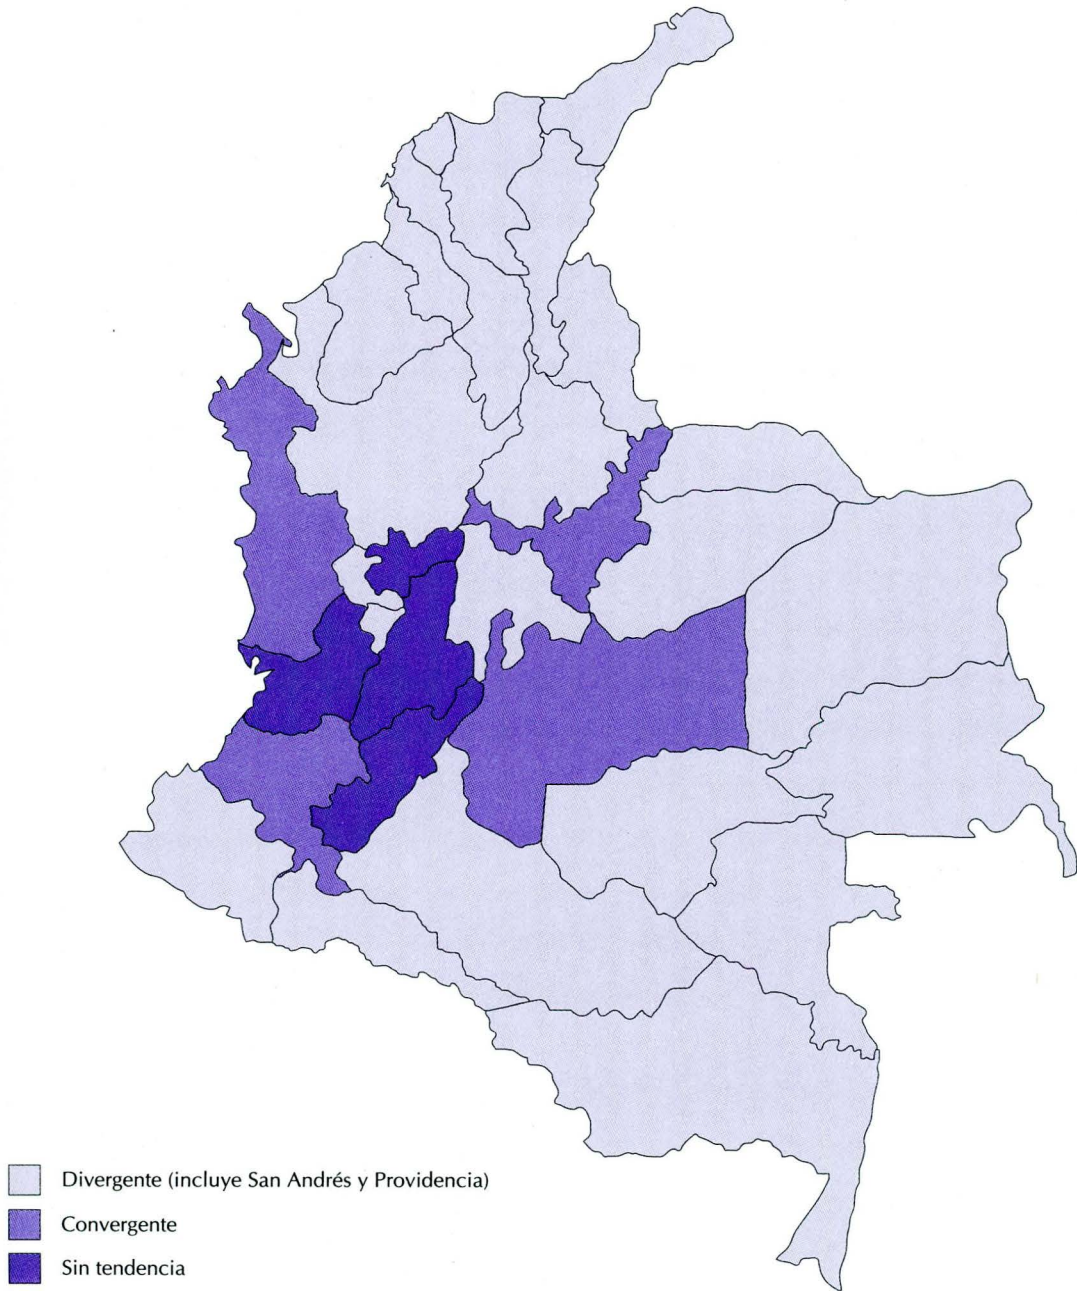 Divergente (incluye San Andrés y Providencia)
Convergente
Sin tendencia